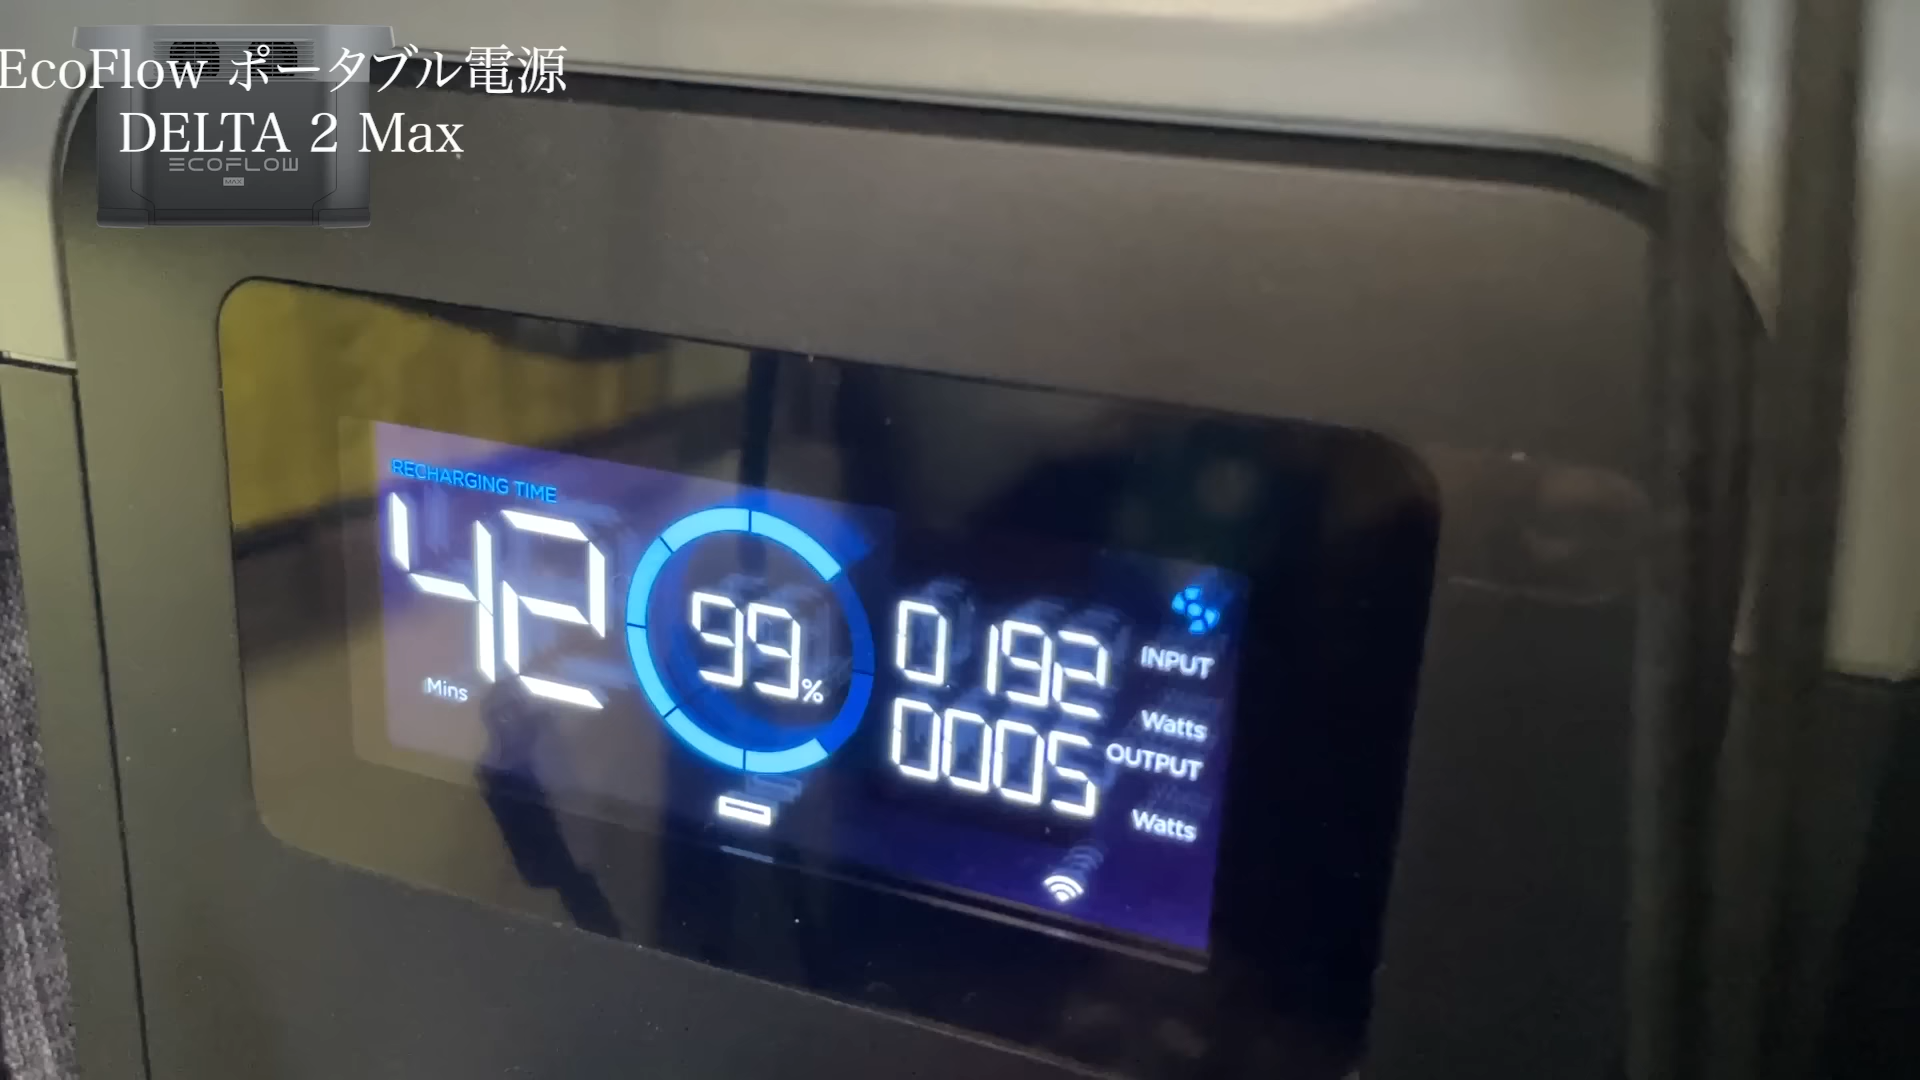 EcoFlow ポータブル電源
DELTA 2 Max
ECOFLOW
MAX
RECHARGING TIME
42
Mins
99%
0192 INPUT
Watts
0005 OUTPUT
Watts